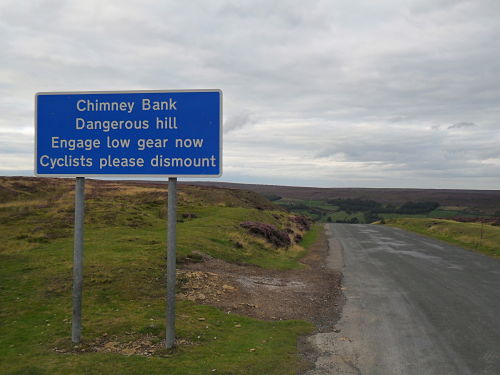 Chimney Bank
Dangerous hill
Engage low gear now
Cyclists please dismount